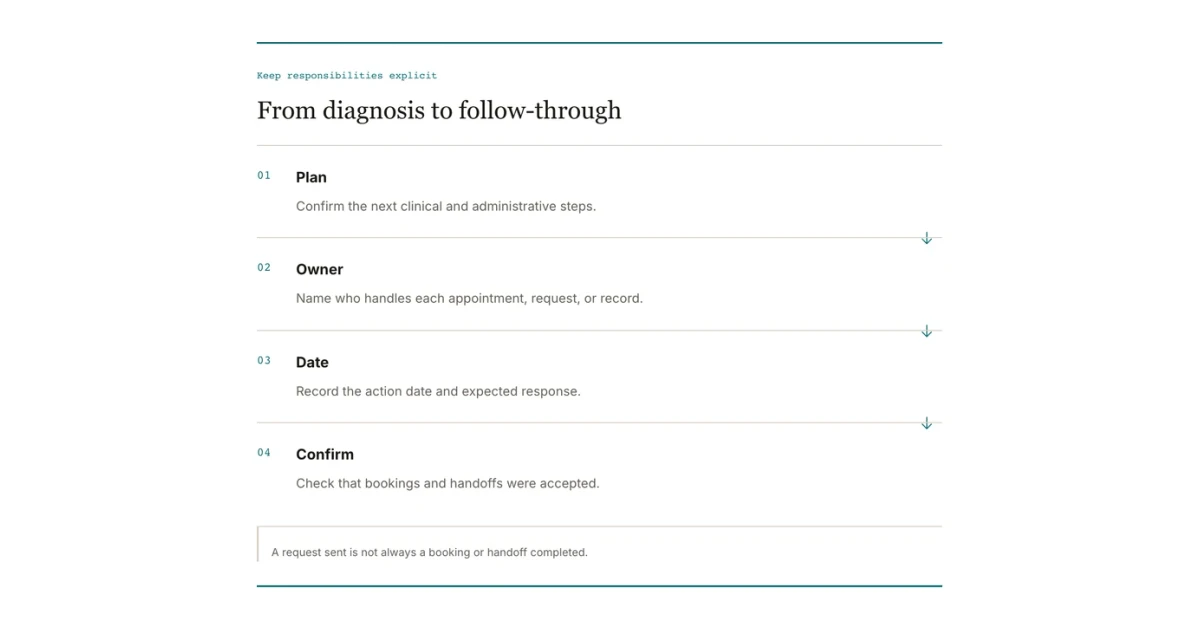 Keep responsibilities explicit
From diagnosis to follow-through
01
Plan
Confirm the next clinical and administrative steps.
02
Owner
Name who handles each appointment, request, or record.
03
Date
Record the action date and expected response.
04
Confirm
Check that bookings and handoffs were accepted.
A request sent is not always a booking or handoff completed.